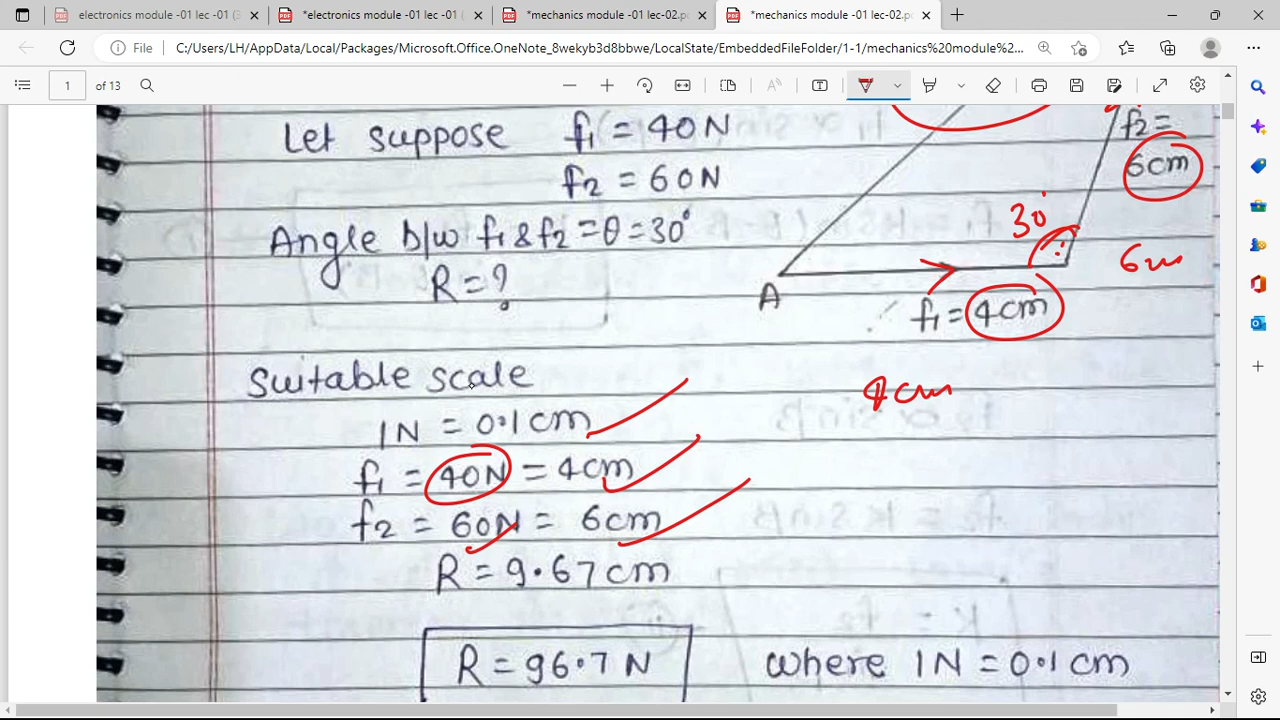 electronics module -01 lec -01 (
*electronics module -01 lec -01 (
*mechanics module -01 lec-02.p
*mechanics module -01 lec-02.p
File
C:/Users/LH/AppData/Local/Packages/Microsoft.Office.OneNote_8wekyb3d8bbwe/LocalState/EmbeddedFileFolder/1-1/mechanics%20module%2...
1 of 13
Let suppose f1 = 40N
f2 = 60N
Angle b/w f1 & f2 = θ = 30°
R = ?
f2 =
6cm
30°
6cm
A
f1 = 4cm
4cm
Suitable scale
1N = 0.1cm
f1 = 40N = 4cm
f2 = 60N = 6cm
R = 9.67cm
R = 96.7 N where 1N = 0.1 cm